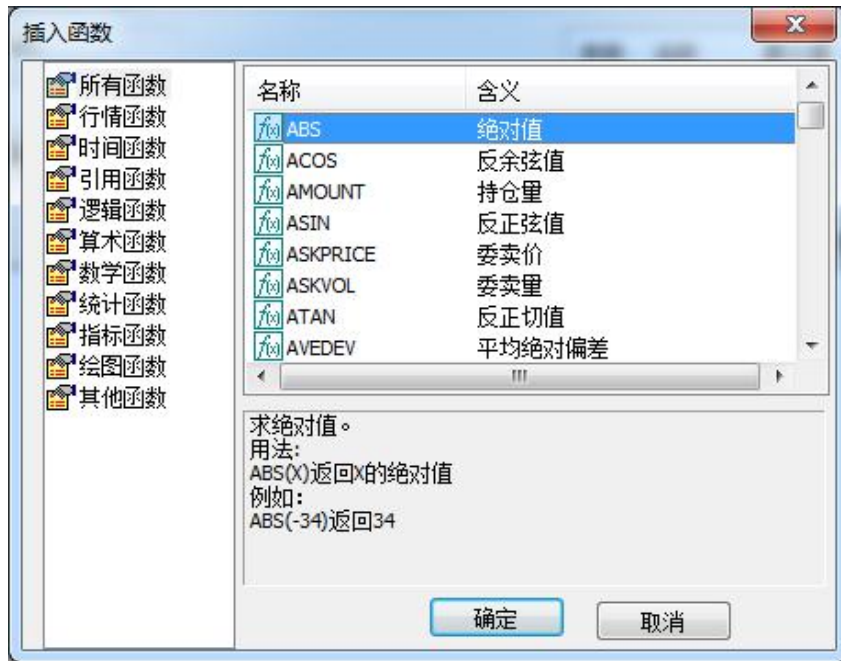 插入函数
所有函数
行情函数
时间函数
引用函数
逻辑函数
算术函数
数学函数
统计函数
指标函数
绘图函数
其他函数
名称 含义
f(x) ABS 绝对值
f(x) ACOS 反余弦值
f(x) AMOUNT 持仓量
f(x) ASIN 反正弦值
f(x) ASKPRICE 委卖价
f(x) ASKVOL 委卖量
f(x) ATAN 反正切值
f(x) AVEDEV 平均绝对偏差
求绝对值。
用法:
ABS(X)返回X的绝对值
例如:
ABS(-34)返回34
确定 取消